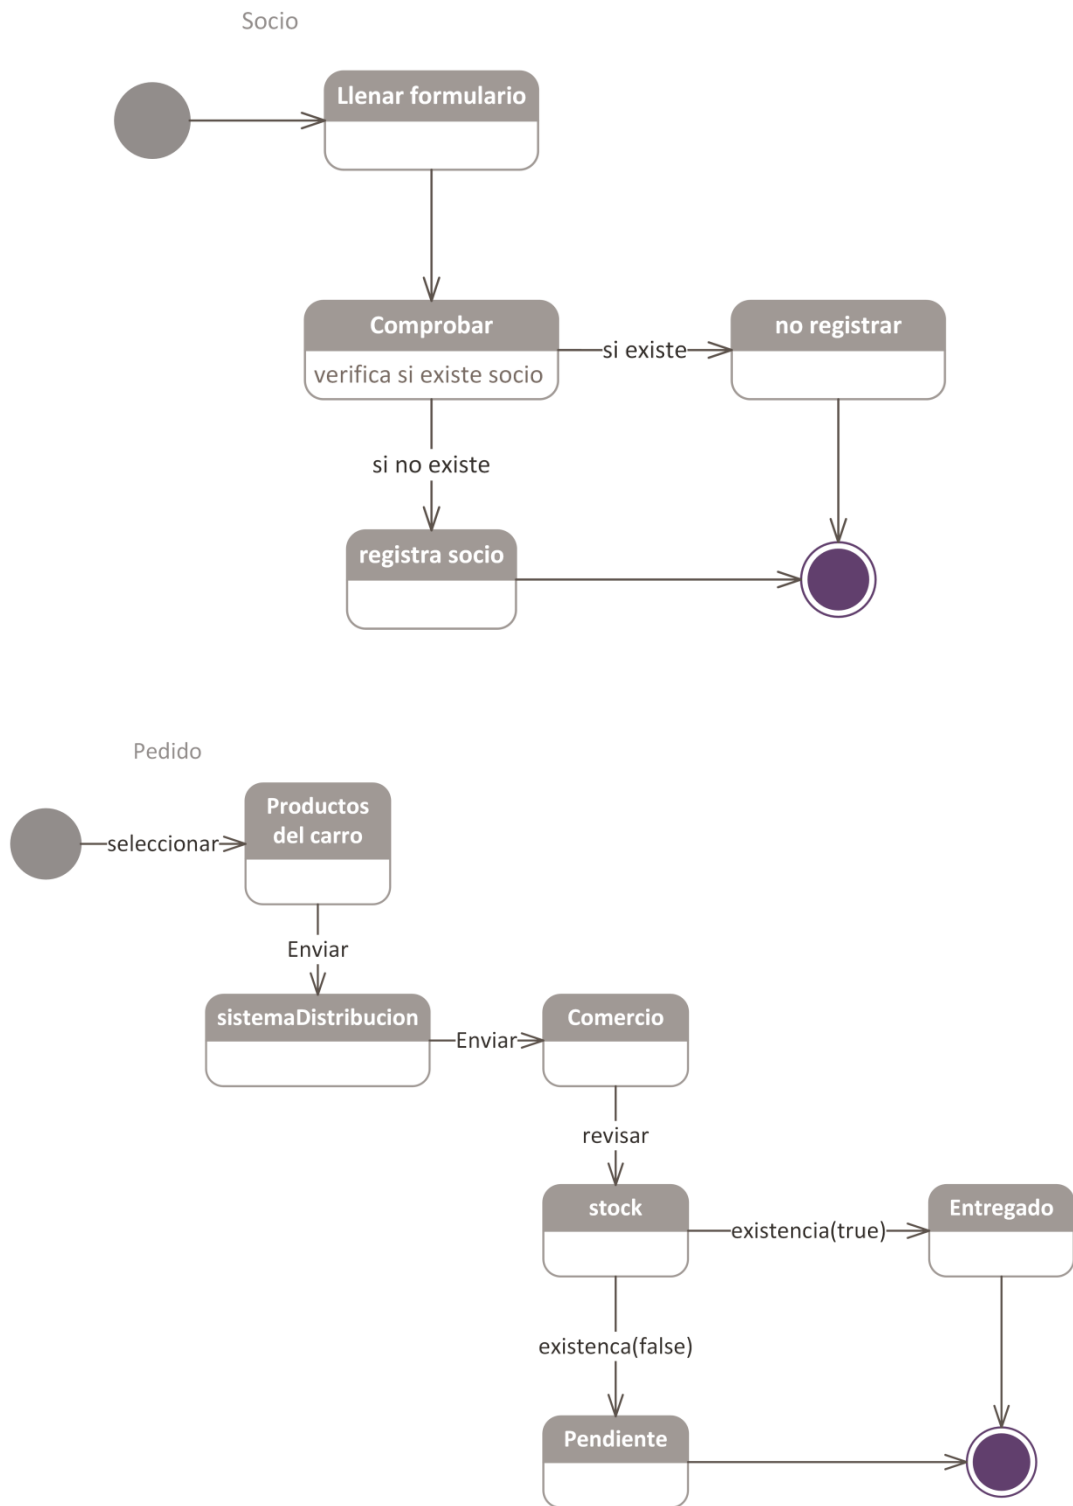 Socio
Llenar formulario
Comprobar
verifica si existe socio
si existe
no registrar
si no existe
registra socio
Pedido
seleccionar
Productos
del carro
Enviar
sistemaDistribucion
Enviar
Comercio
revisar
stock
existencia(true)
Entregado
existenca(false)
Pendiente